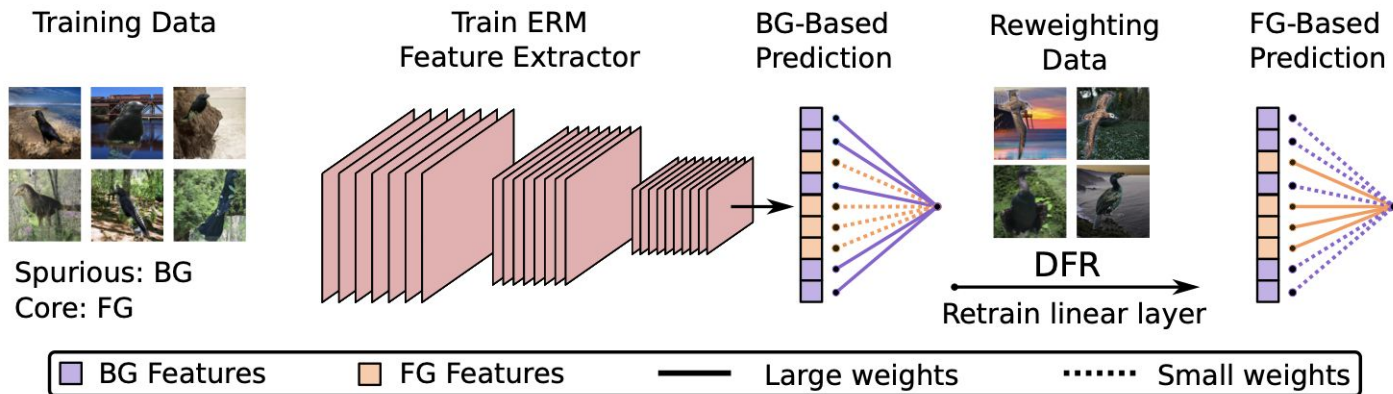 Training Data
Spurious: BG
Core: FG
Train ERM
Feature Extractor
BG-Based
Prediction
Reweighting
Data
DFR
Retrain linear layer
FG-Based
Prediction
BG Features
FG Features
Large weights
Small weights